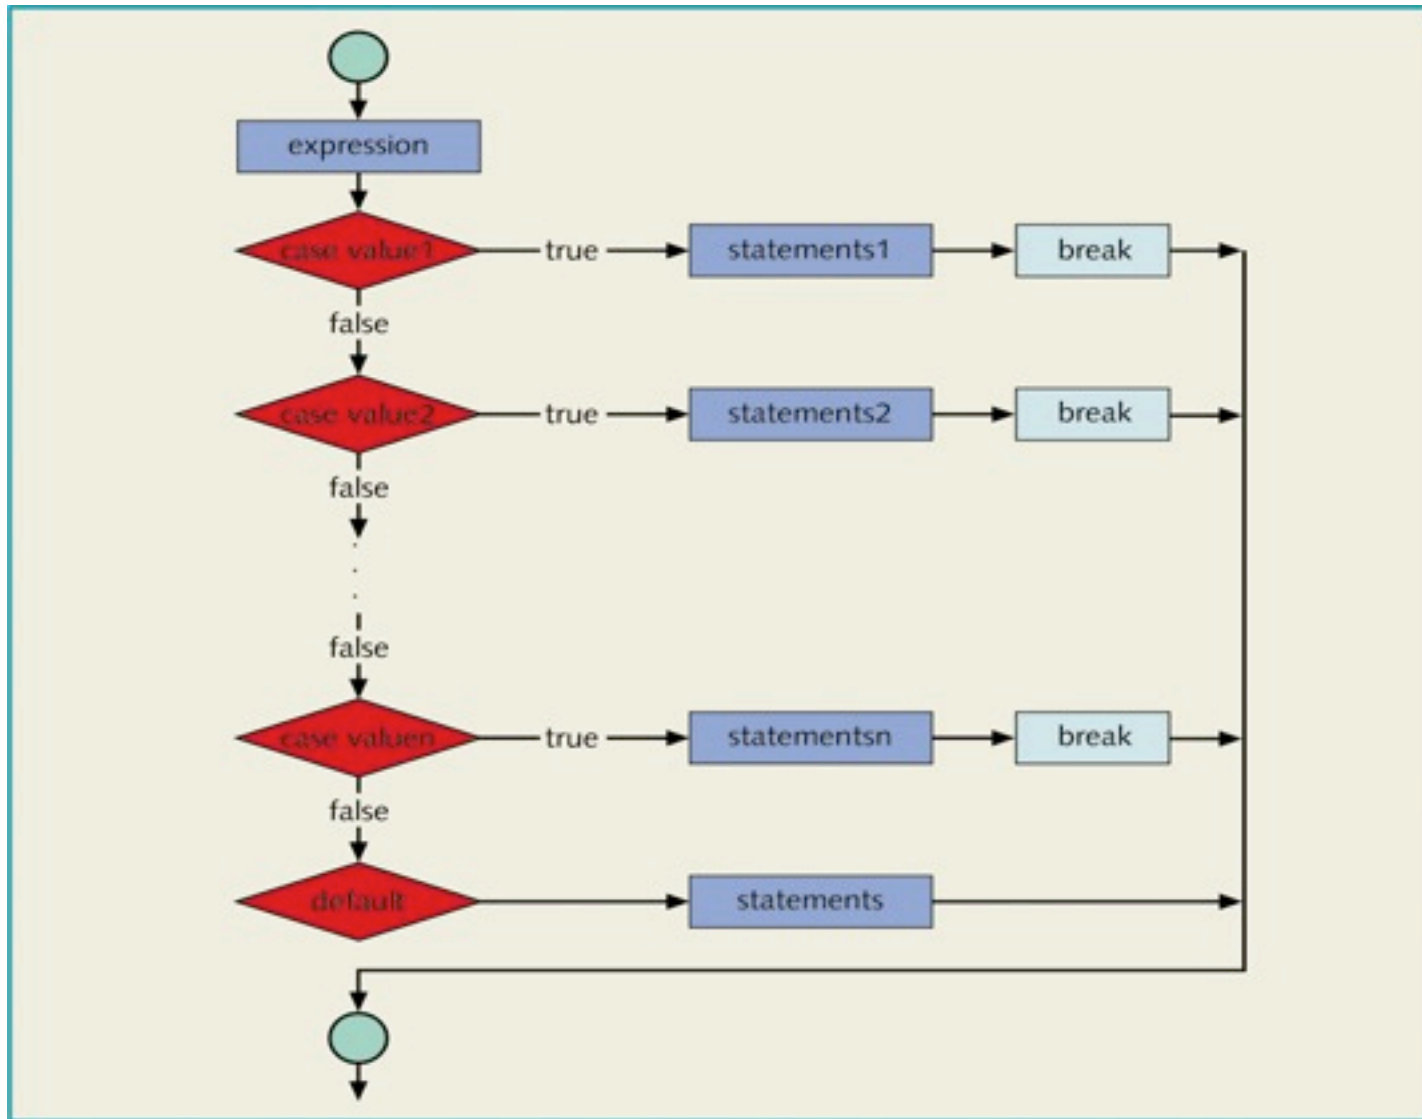 expression
case value1
true
statements1
break
false
case value2
true
statements2
break
false
false
case valuen
true
statementsn
break
false
default
statements